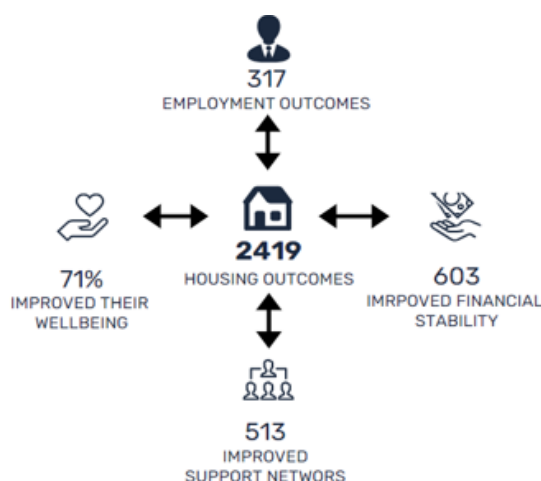 317
EMPLOYMENT OUTCOMES
2419
HOUSING OUTCOMES
71%
IMPROVED THEIR
WELLBEING
603
IMRPOVED FINANCIAL
STABILITY
513
IMPROVED
SUPPORT NETWORS